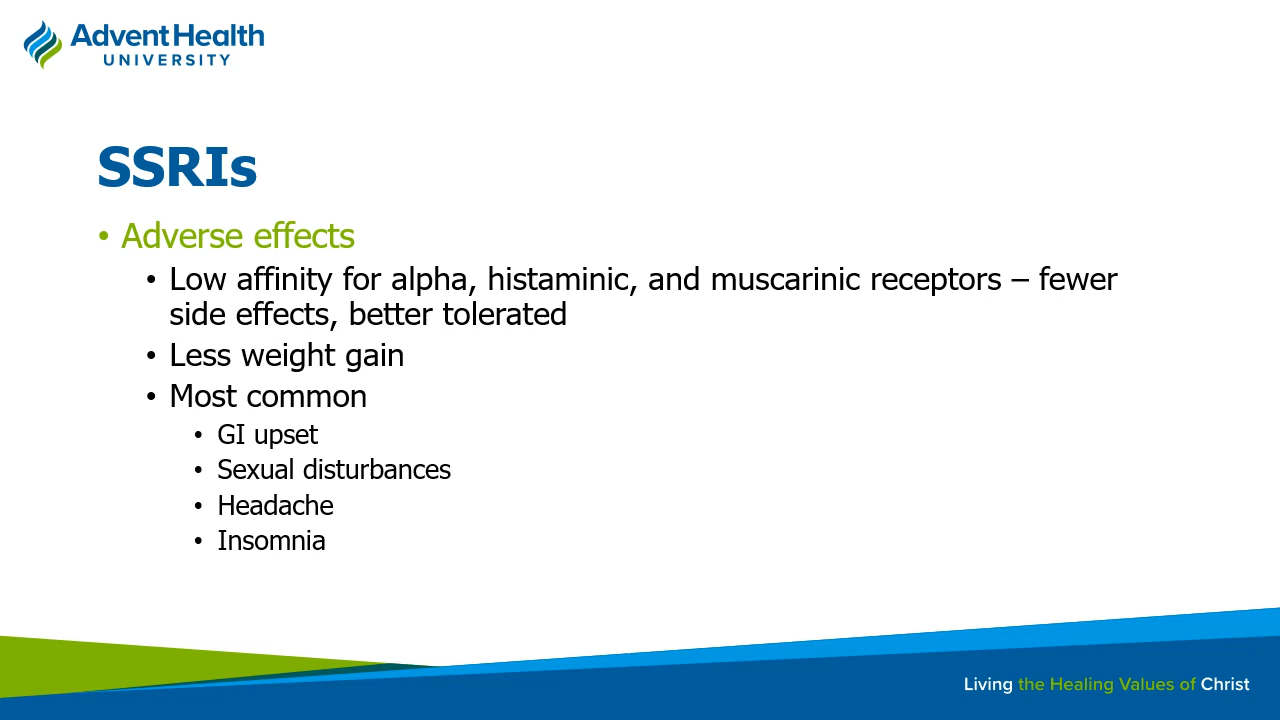 AdventHealth
UNIVERSITY
SSRIs
• Adverse effects
• Low affinity for alpha, histaminic, and muscarinic receptors – fewer
side effects, better tolerated
• Less weight gain
• Most common
• GI upset
• Sexual disturbances
• Headache
• Insomnia
Living the Healing Values of Christ